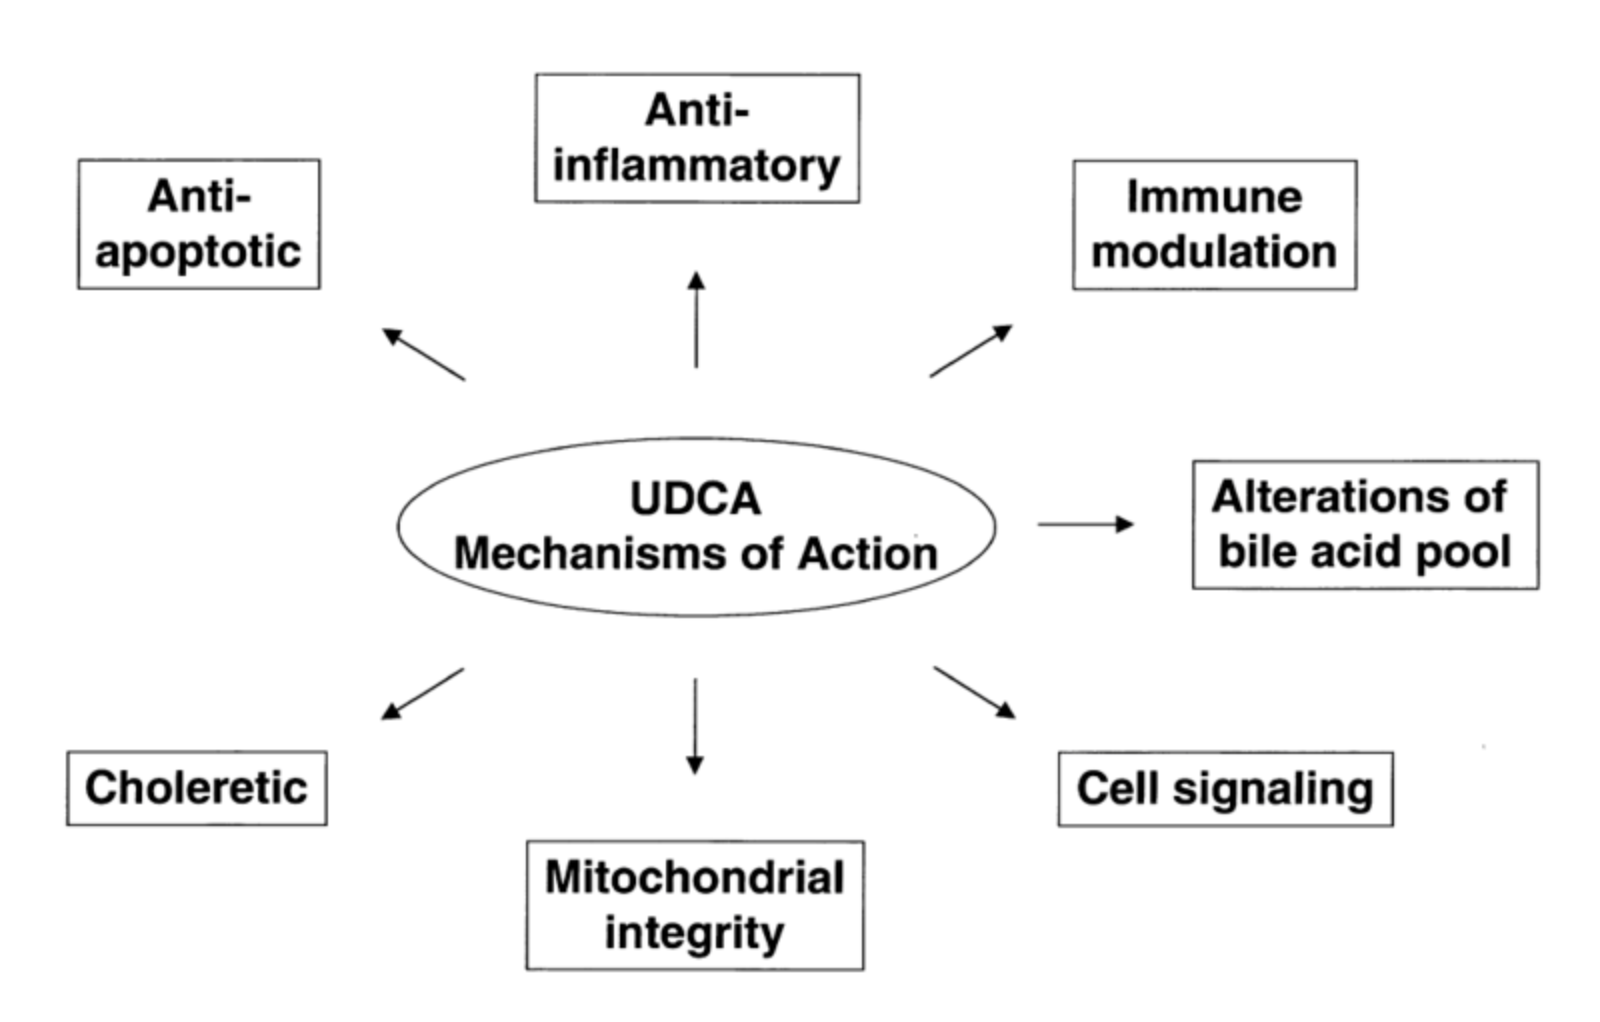 Anti-
inflammatory
Anti-
apoptotic
Immune
modulation
UDCA
Mechanisms of Action
Alterations of
bile acid pool
Choleretic
Cell signaling
Mitochondrial
integrity